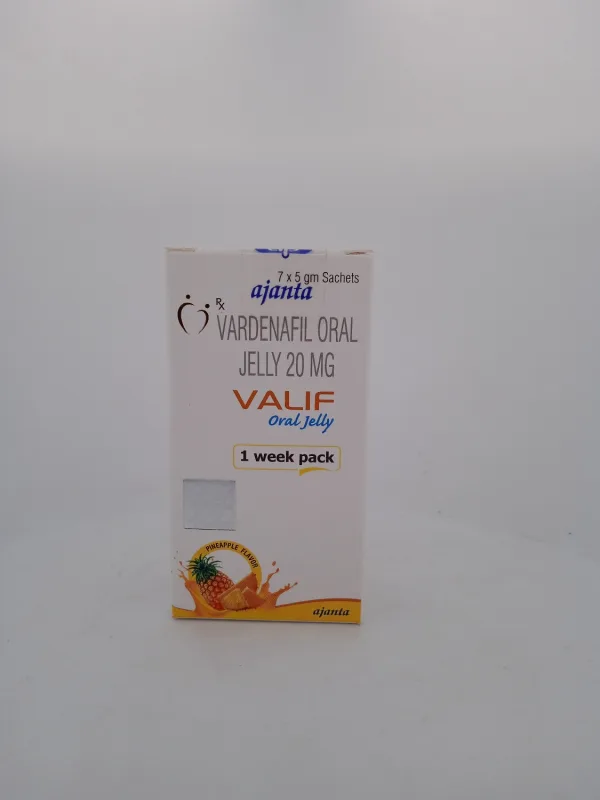 7 x 5 gm Sachets
ajanta
Rx
VARDENAFIL ORAL
JELLY 20 MG
VALIF
Oral Jelly
1 week pack
PINEAPPLE FLAVOR
ajanta